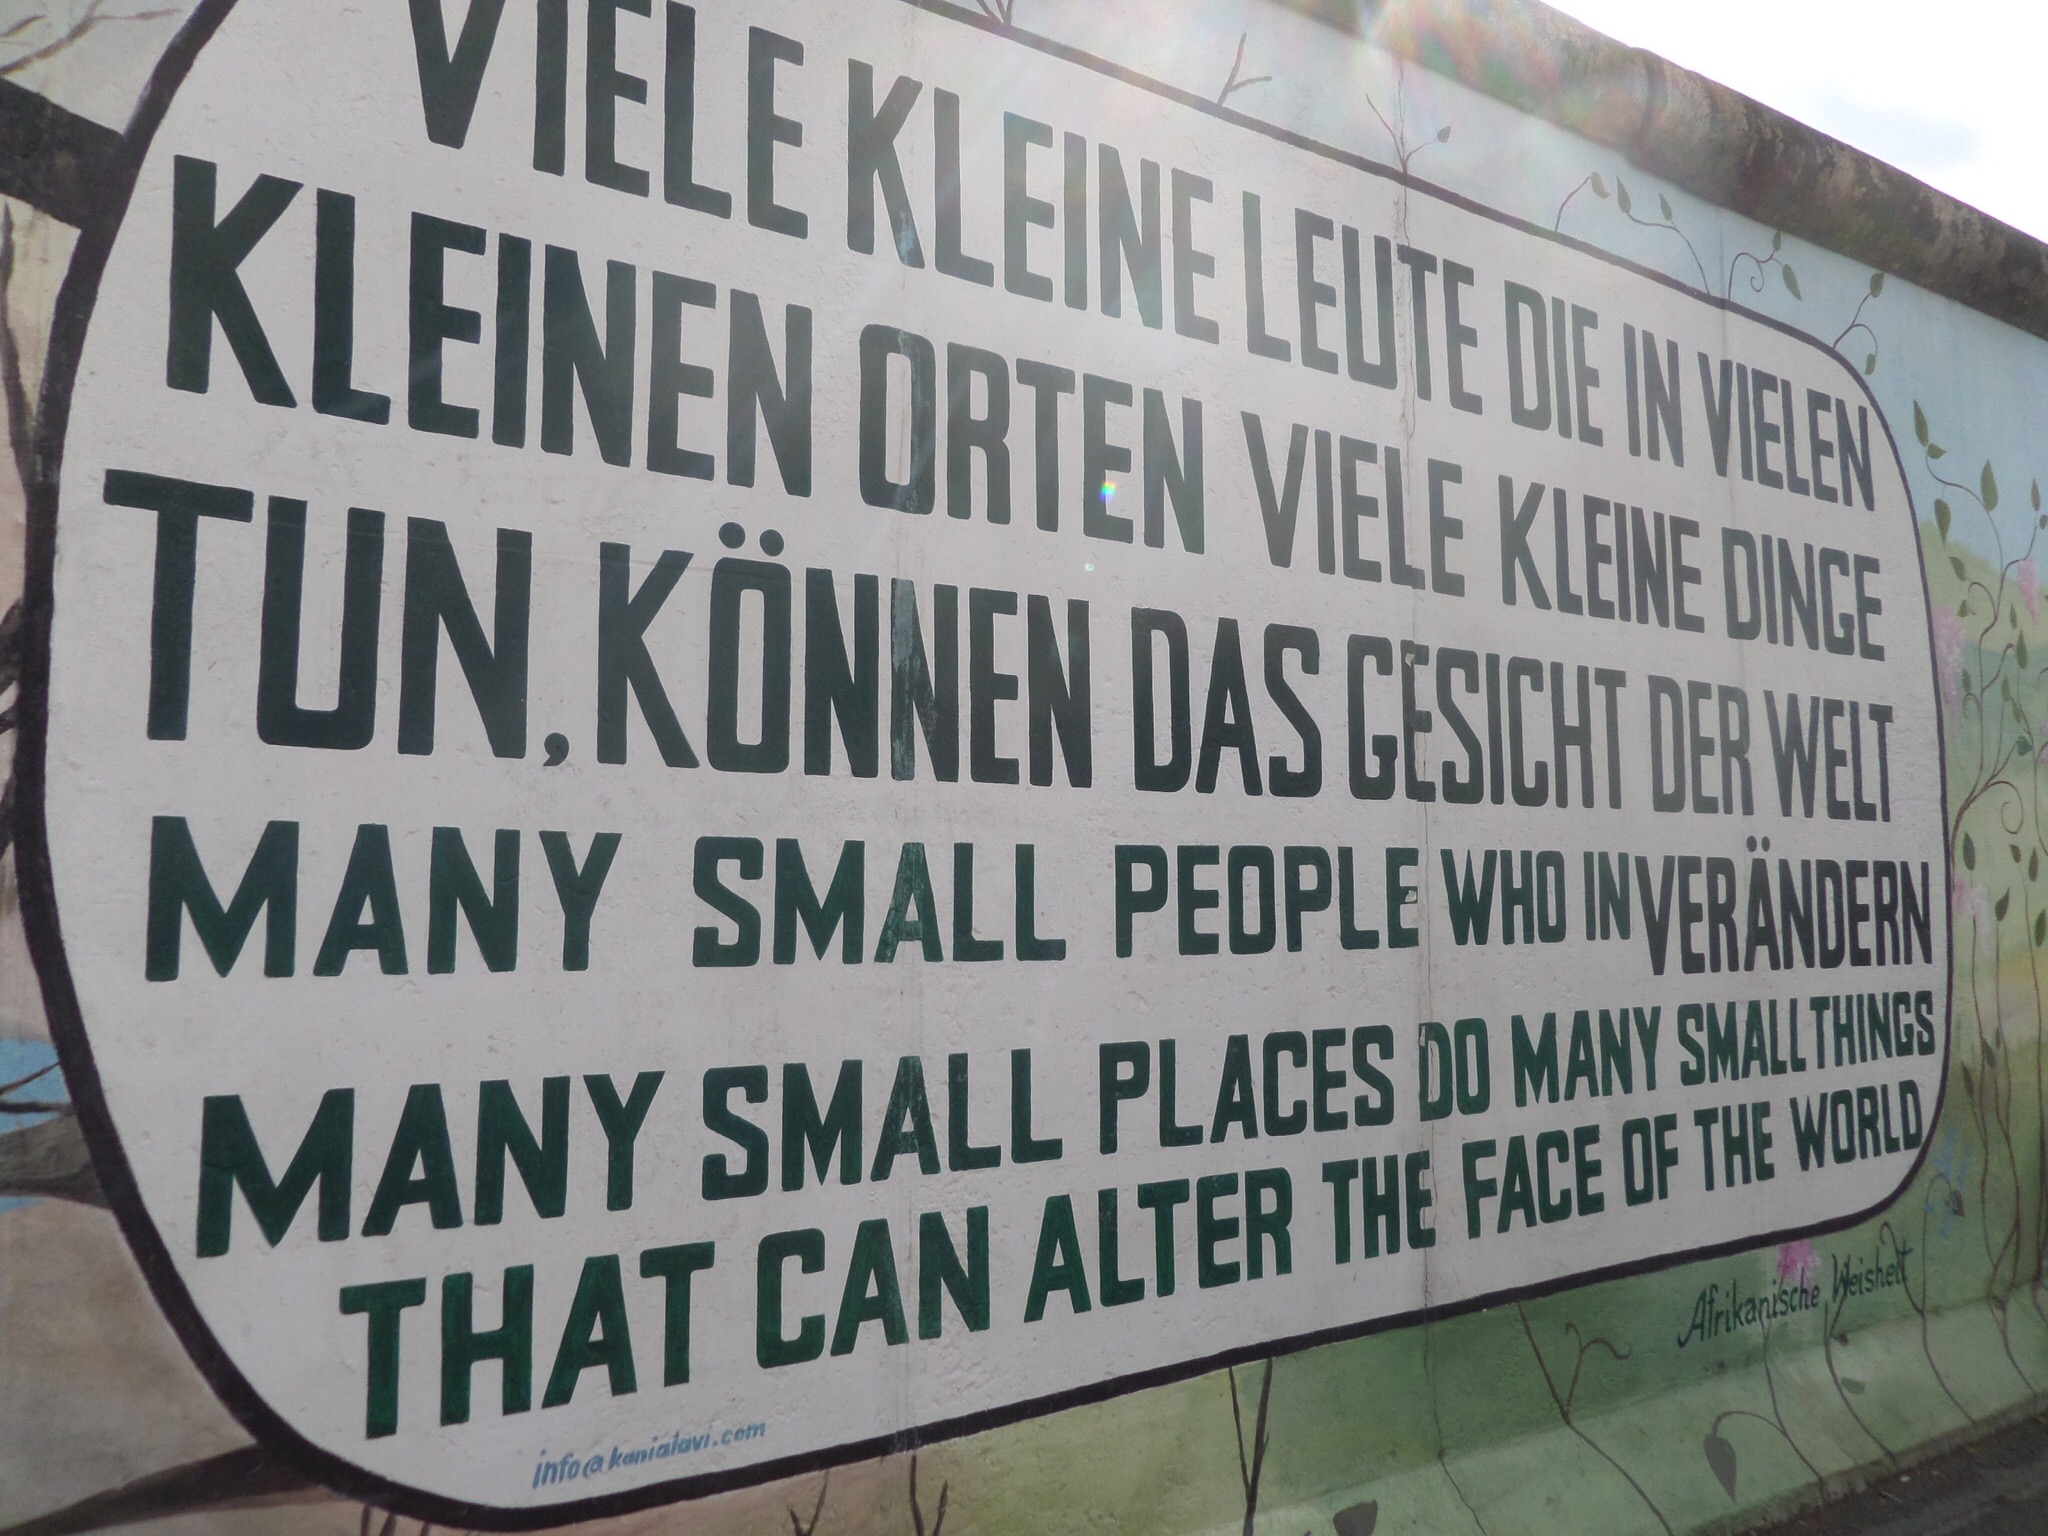 VIELE KLEINE LEUTE DIE IN VIELEN
KLEINEN ORTEN VIELE KLEINE DINGE
TUN, KÖNNEN DAS GESICHT DER WELT
VERÄNDERN
MANY SMALL PEOPLE WHO IN
MANY SMALL PLACES DO MANY SMALL THINGS
THAT CAN ALTER THE FACE OF THE WORLD
info@kanialavi.com
Afrikanische Weisheit